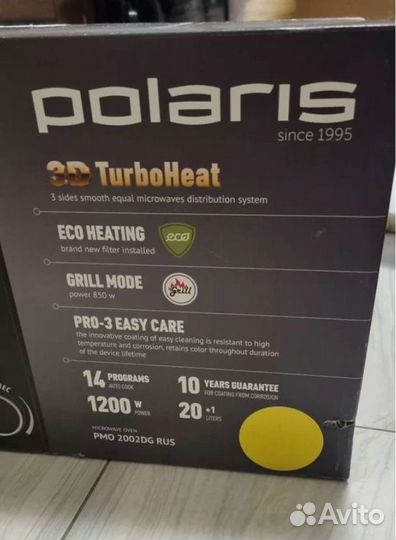 polaris
since 1995
3D TurboHeat
3 sides smooth equal microwaves distribution system
ECO HEATING
brand new filter installed
eco
GRILL MODE
power 850 w
Grill
PRO-3 EASY CARE
the innovative coating of easy cleaning is resistant to high
temperature and corrosion, retains color throughout duration
of the device lifetime
14 PROGRAMS
AUTO COOK
10 YEARS GUARANTEE
FOR COATING FROM CORROSION
1200 W
POWER
20 +1
LITERS
MICROWAVE OVEN
PMO 2002DG RUS
Avito